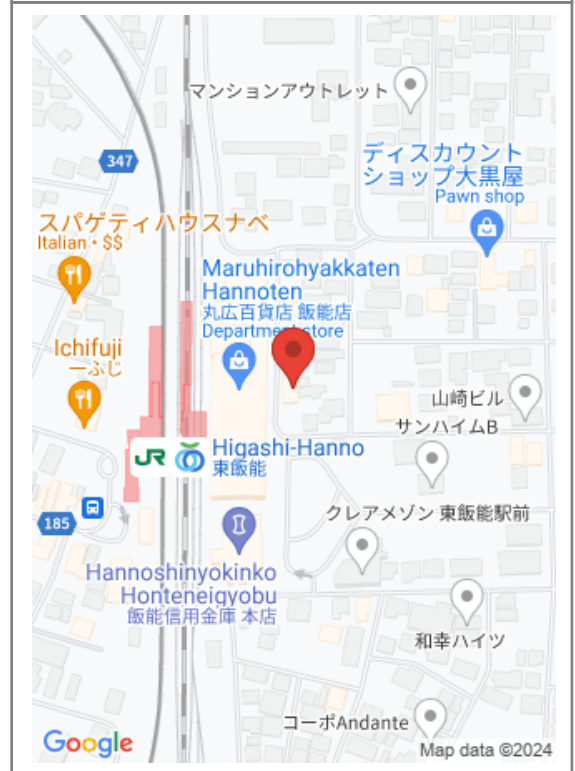 マンションアウトレット
347
ディスカウント
ショップ大黒屋
Pawn shop
スパゲティハウスナベ
Italian • $$
Maruhirohyakkaten
Hannoten
丸広百貨店 飯能店
Department store
Ichifuji
一ふじ
山崎ビル
サンハイムB
JR
Higashi-Hanno
東飯能
185
クレアメゾン 東飯能駅前
Hannoshinyokinko
Honteneigyobu
飯能信用金庫 本店
和幸ハイツ
コーポAndante
Google
Map data ©2024